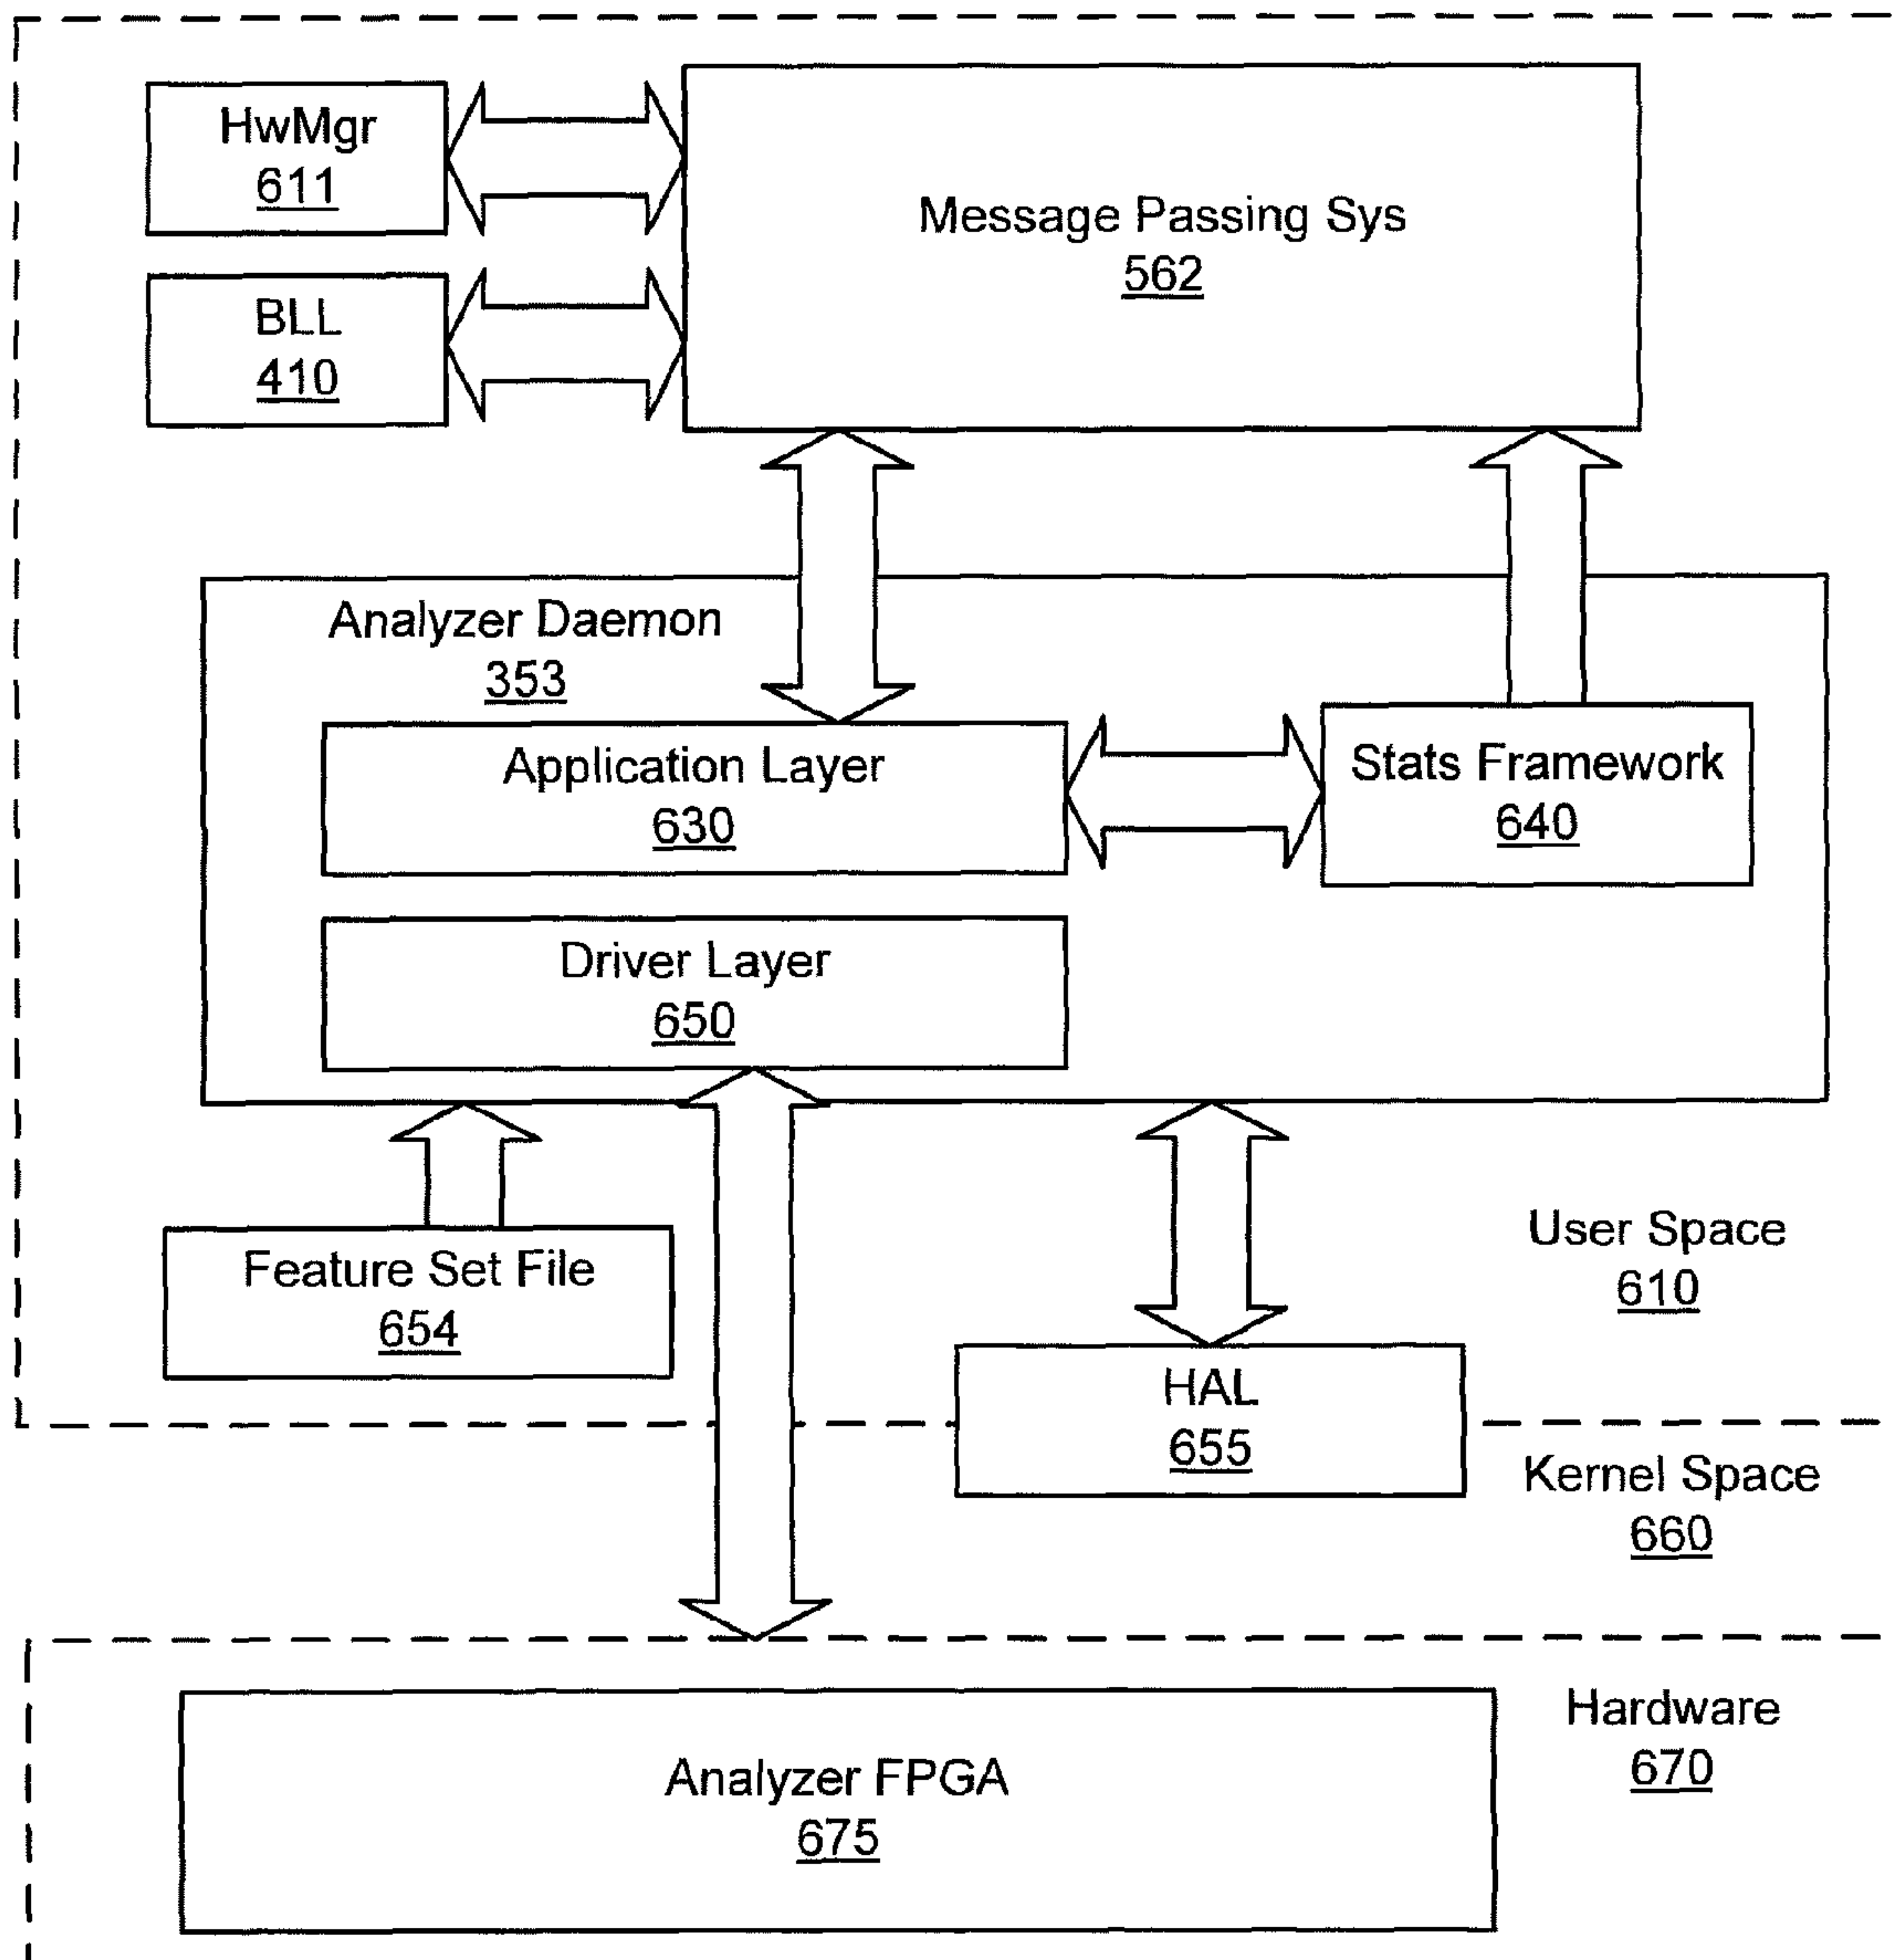 HwMgr
611
Message Passing Sys
562
BLL
410
Analyzer Daemon
353
Application Layer
630
Stats Framework
640
Driver Layer
650
Feature Set File
654
User Space
610
HAL
655
Kernel Space
660
Hardware
670
Analyzer FPGA
675